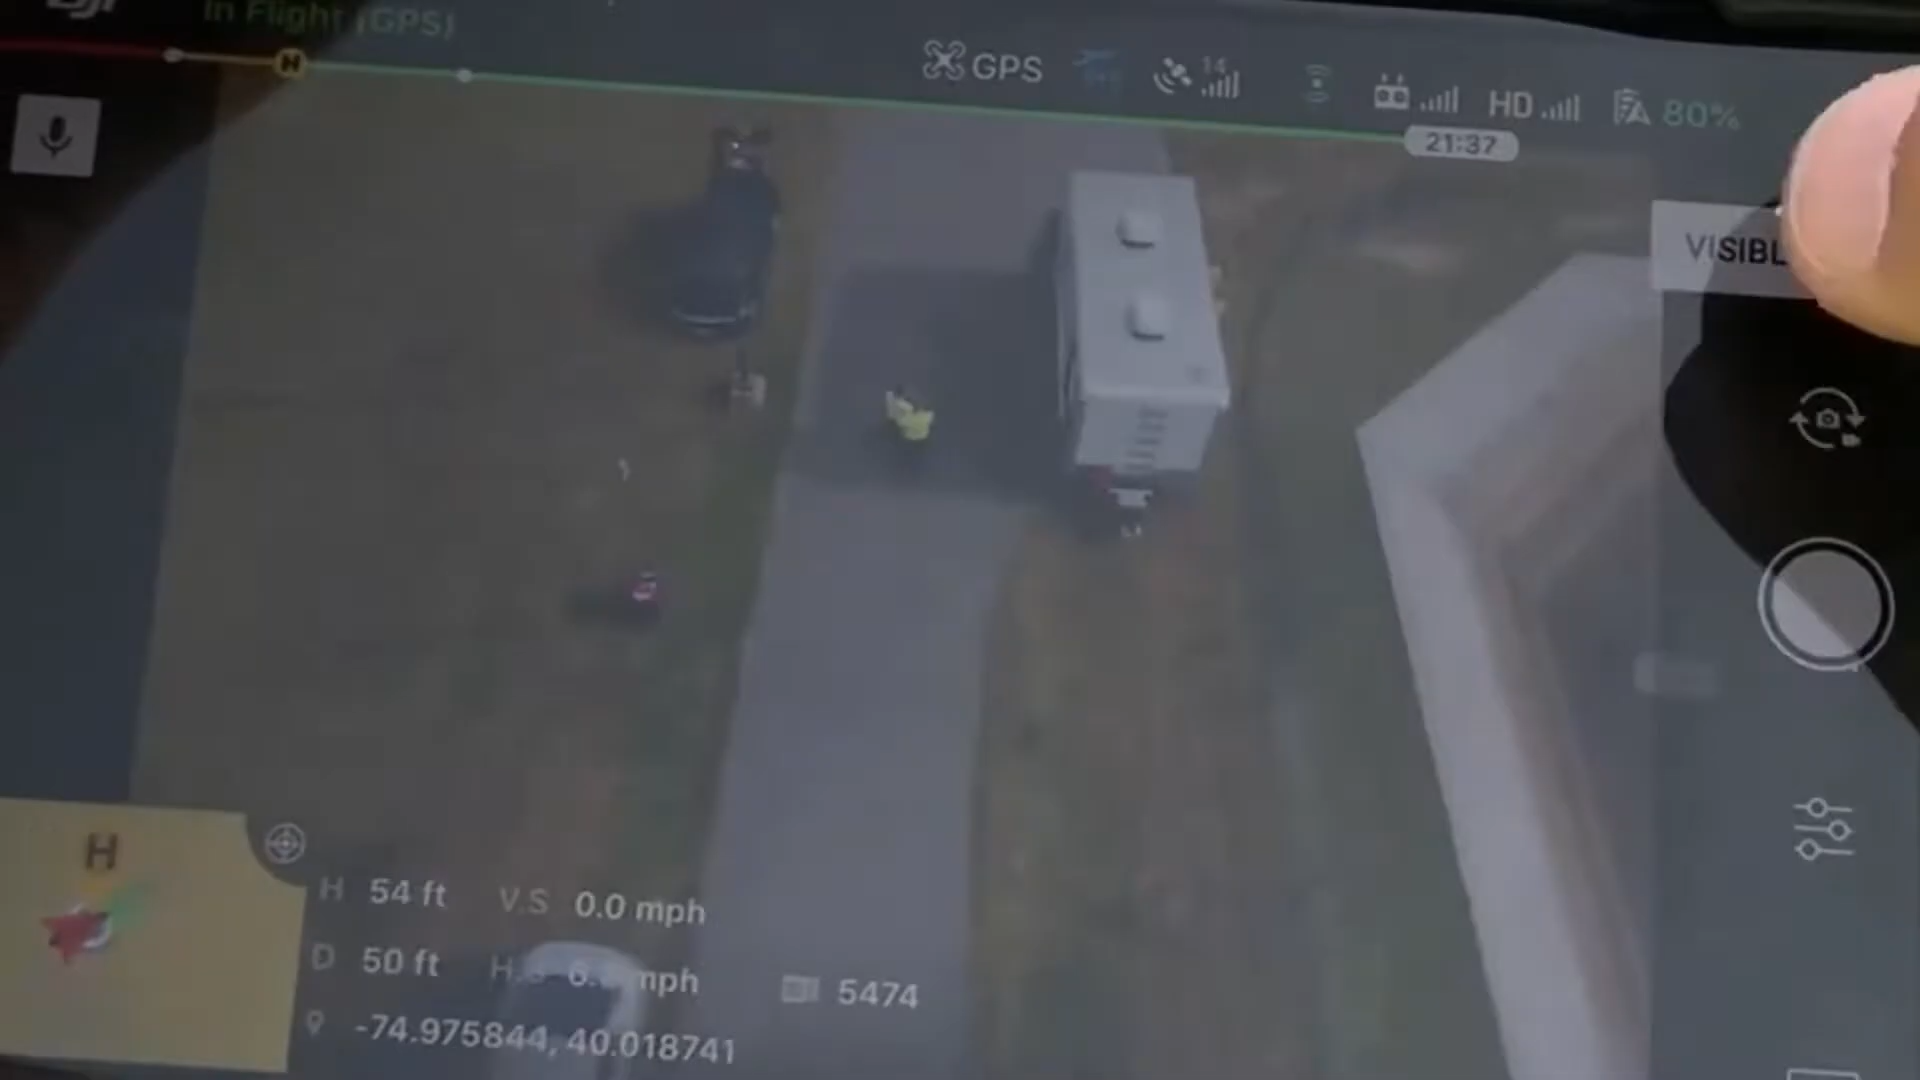 DJI
In Flight (GPS)
GPS
14
HD
80%
21:37
VISIBL
H
H 54 ft V.S 0.0 mph
D 50 ft H.S mph
5474
-74.975844, 40.018741